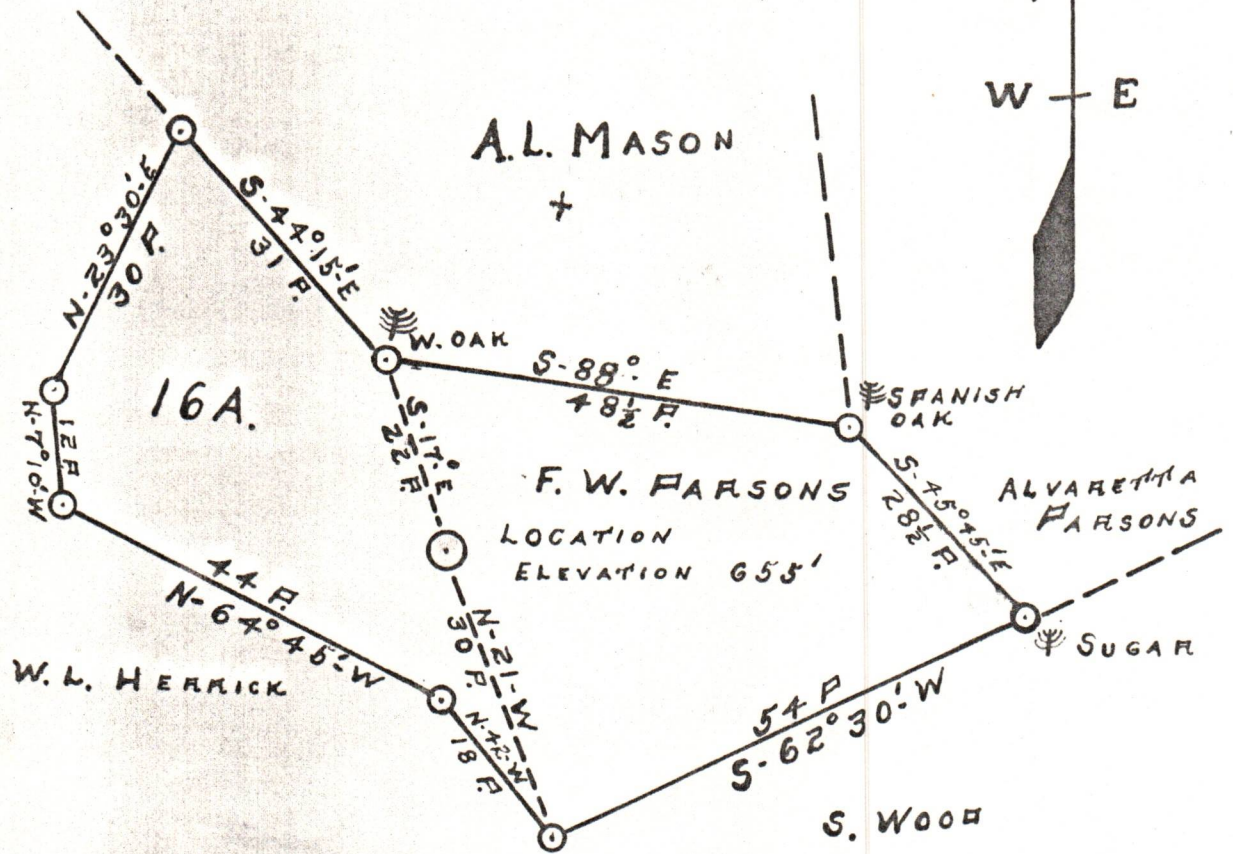 W E
A. L. MASON
N-23°30'-E
30 P.
S-44°15'-E
31 P.
W. OAK
S-88°- E
48½ P.
SPANISH
OAK
16A.
N-7°10'-W
12 P
S-17°-E
22 P.
F. W. PARSONS
S-45°45'-E
28½ P.
ALVARETTA
PARSONS
LOCATION
ELEVATION 655'
44 P.
N-64°45'-W
N-21-W
30 P.
SUGAR
W. L. HERRICK
N-42-W
18 P.
54 P
S-62°30'-W
S. WOOD